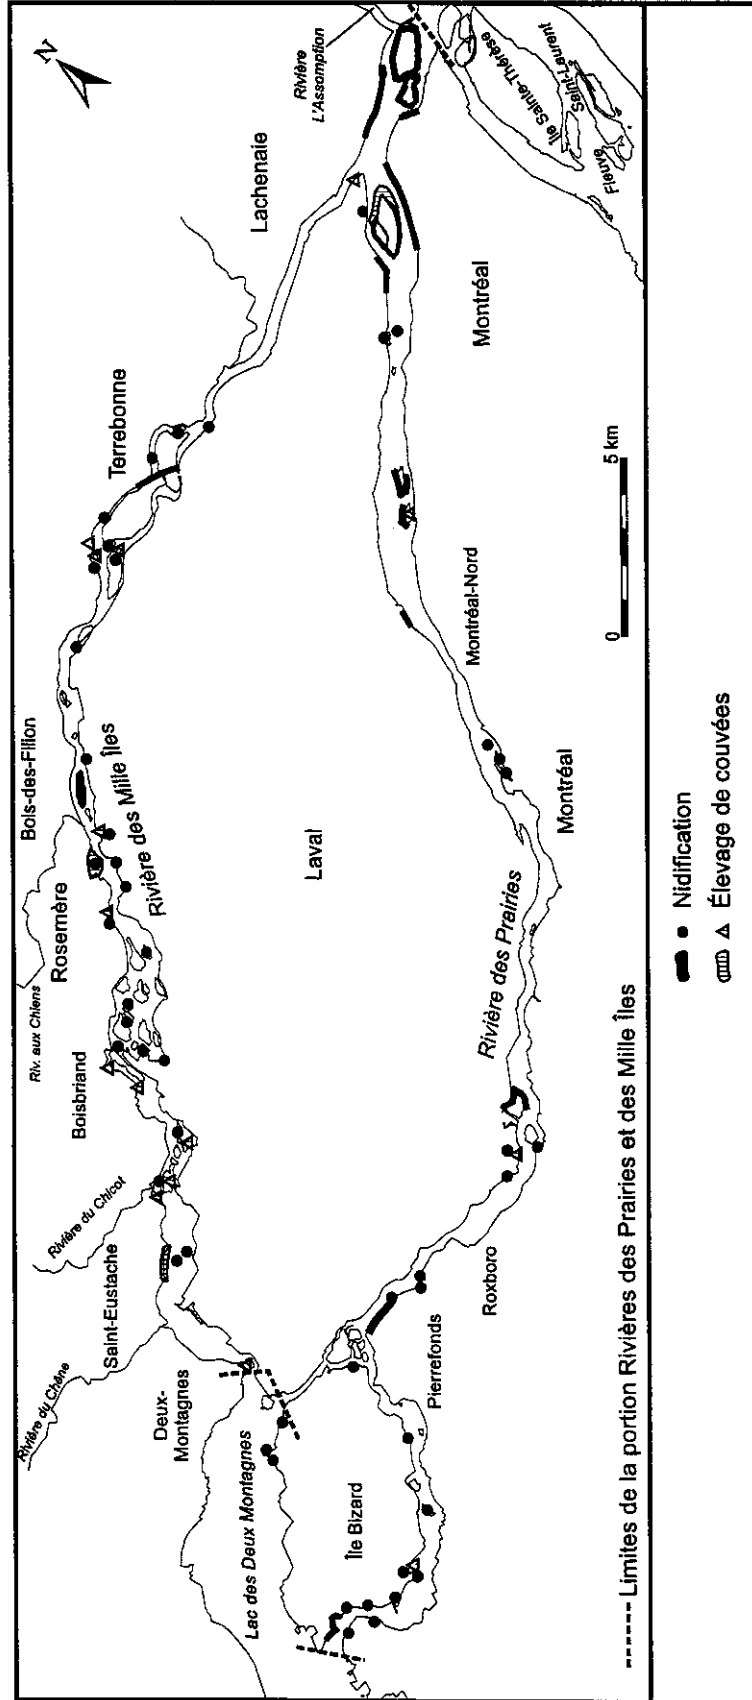 N
Rivière
L'Assomption
Lachenaie
Île Sainte-Thérèse
Saint-Laurent
Fleuve
Terrebonne
Montréal
5 km
0
Montréal-Nord
Bois-des-Filion
Rivière des Mille Îles
Laval
Montréal
Rosemère
Riv. aux Chiens
Rivière des Prairies
Boisbriand
Rivière du Chicot
Saint-Eustache
Roxboro
Rivière du Chêne
Deux-
Montagnes
Pierrefonds
Lac des Deux Montagnes
Île Bizard
Limites de la portion Rivières des Prairies et des Mille Îles
Nidification
Élevage de couvées